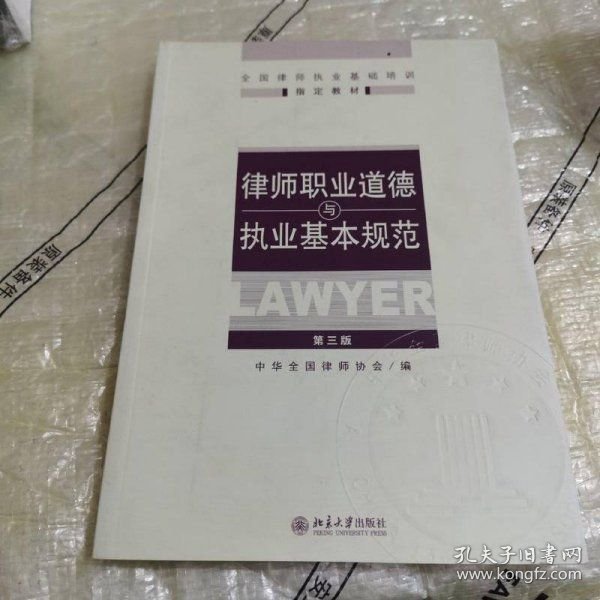 全国律师执业基础培训
指定教材
律师职业道德
与
执业基本规范
LAWYER
第三版
中华全国律师协会/编
北京大学出版社
PEKING UNIVERSITY PRESS
孔夫子旧书网
www.kongfz.com